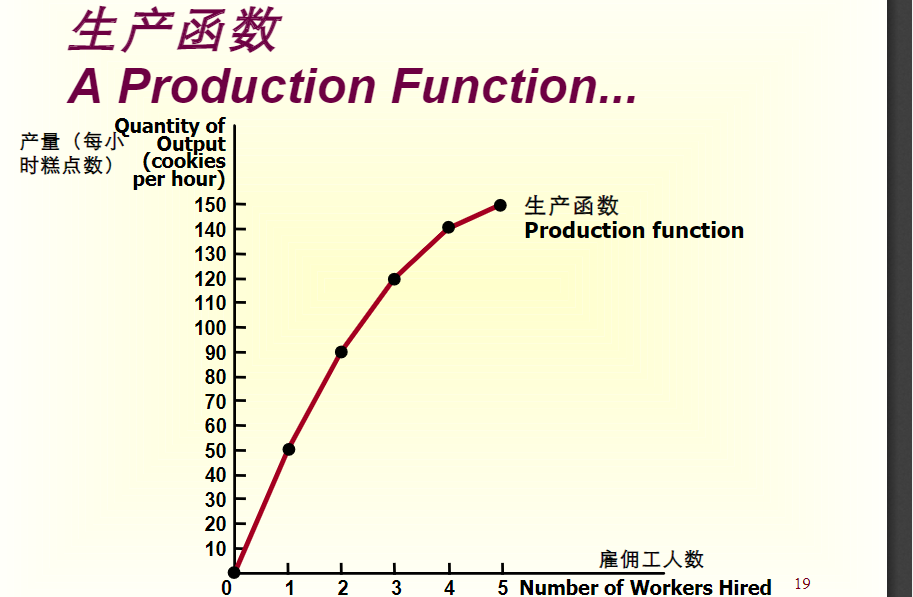 生产函数
A Production Function...
产量（每小
时糕点数）
Quantity of
Output
(cookies
per hour)
150
140
130
120
110
100
90
80
70
60
50
40
30
20
10
生产函数
Production function
雇佣工人数
0 1 2 3 4 5 Number of Workers Hired
19